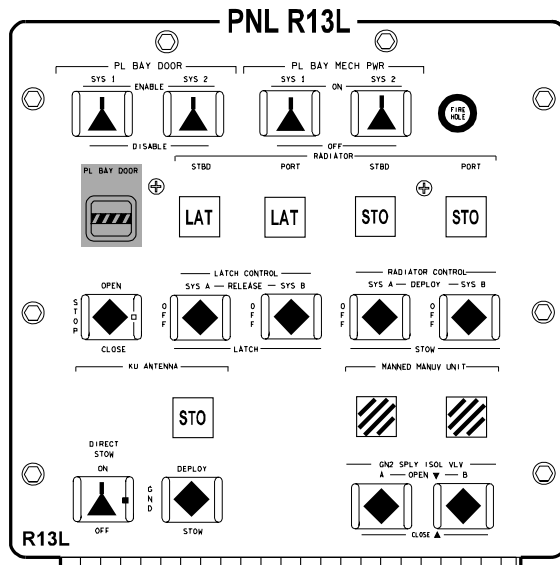 PNL R13L
PL BAY DOOR
PL BAY MECH PWR
SYS 1 ENABLE SYS 2
SYS 1 ON SYS 2
FIRE
HOLE
DISABLE
OFF
RADIATOR
PL BAY DOOR
STBD
PORT
STBD
PORT
LAT
LAT
STO
STO
LATCH CONTROL
RADIATOR CONTROL
OPEN
SYS A RELEASE SYS B
SYS A DEPLOY SYS B
STOP
OFF
OFF
OFF
OFF
CLOSE
LATCH
STOW
KU ANTENNA
MANNED MANUV UNIT
STO
DIRECT
STOW
ON
DEPLOY
GN2 SPLY ISOL VLV
A OPEN ▼ B
GND
OFF
STOW
CLOSE ▲
R13L